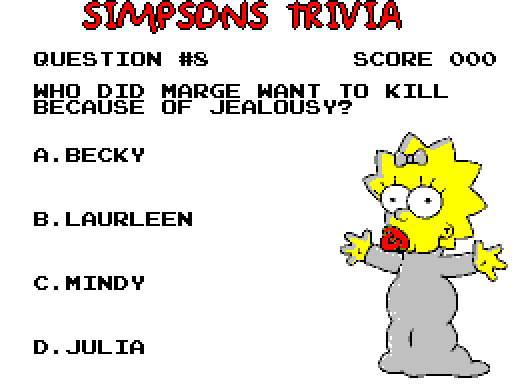 SIMPSONS TRIVIA
QUESTION #8 SCORE 000
WHO DID MARGE WANT TO KILL
BECAUSE OF JEALOUSY?
A.BECKY
B.LAURLEEN
C.MINDY
D.JULIA